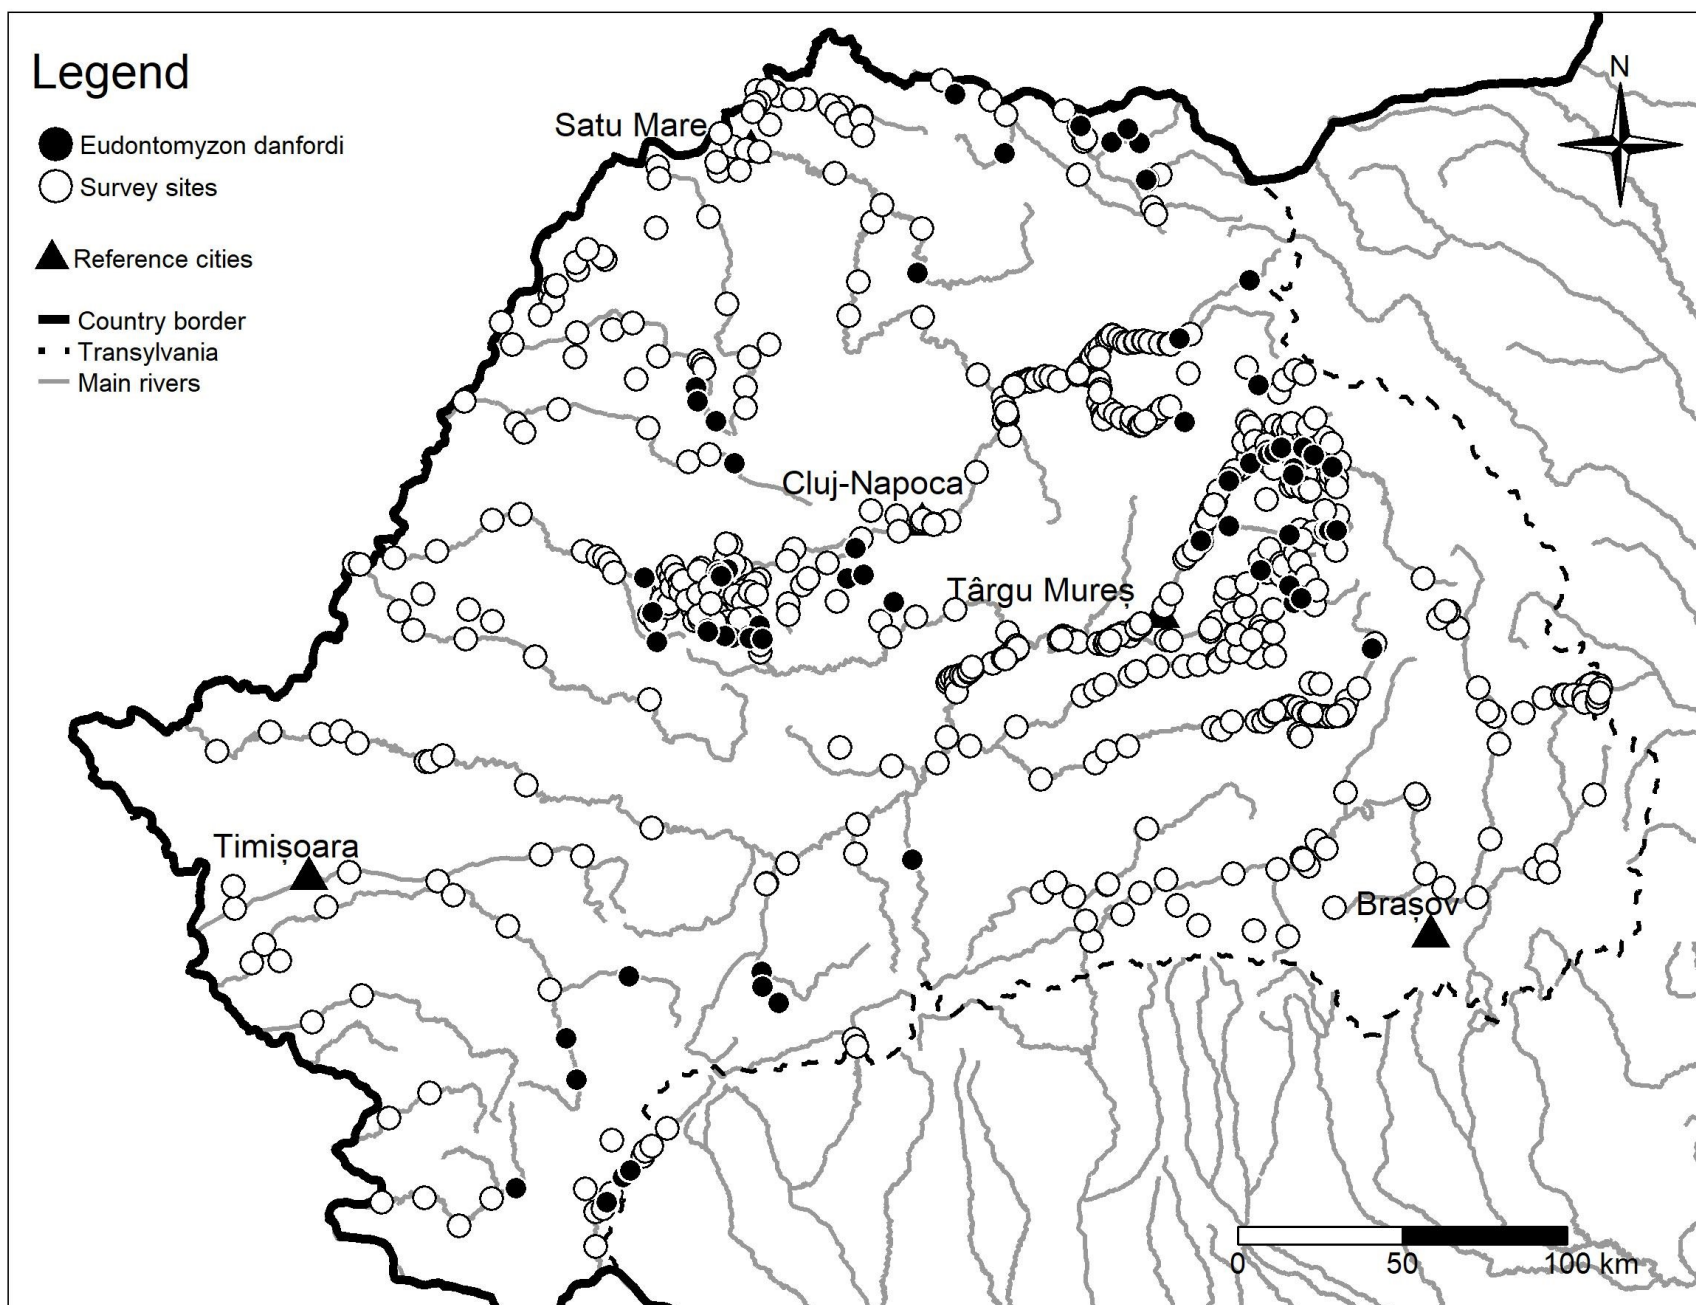 Legend
Eudontomyzon danfordi
Survey sites
Reference cities
Country border
Transylvania
Main rivers
N
Satu Mare
Cluj-Napoca
Târgu Mureș
Timișoara
Brașov
0 50 100 km